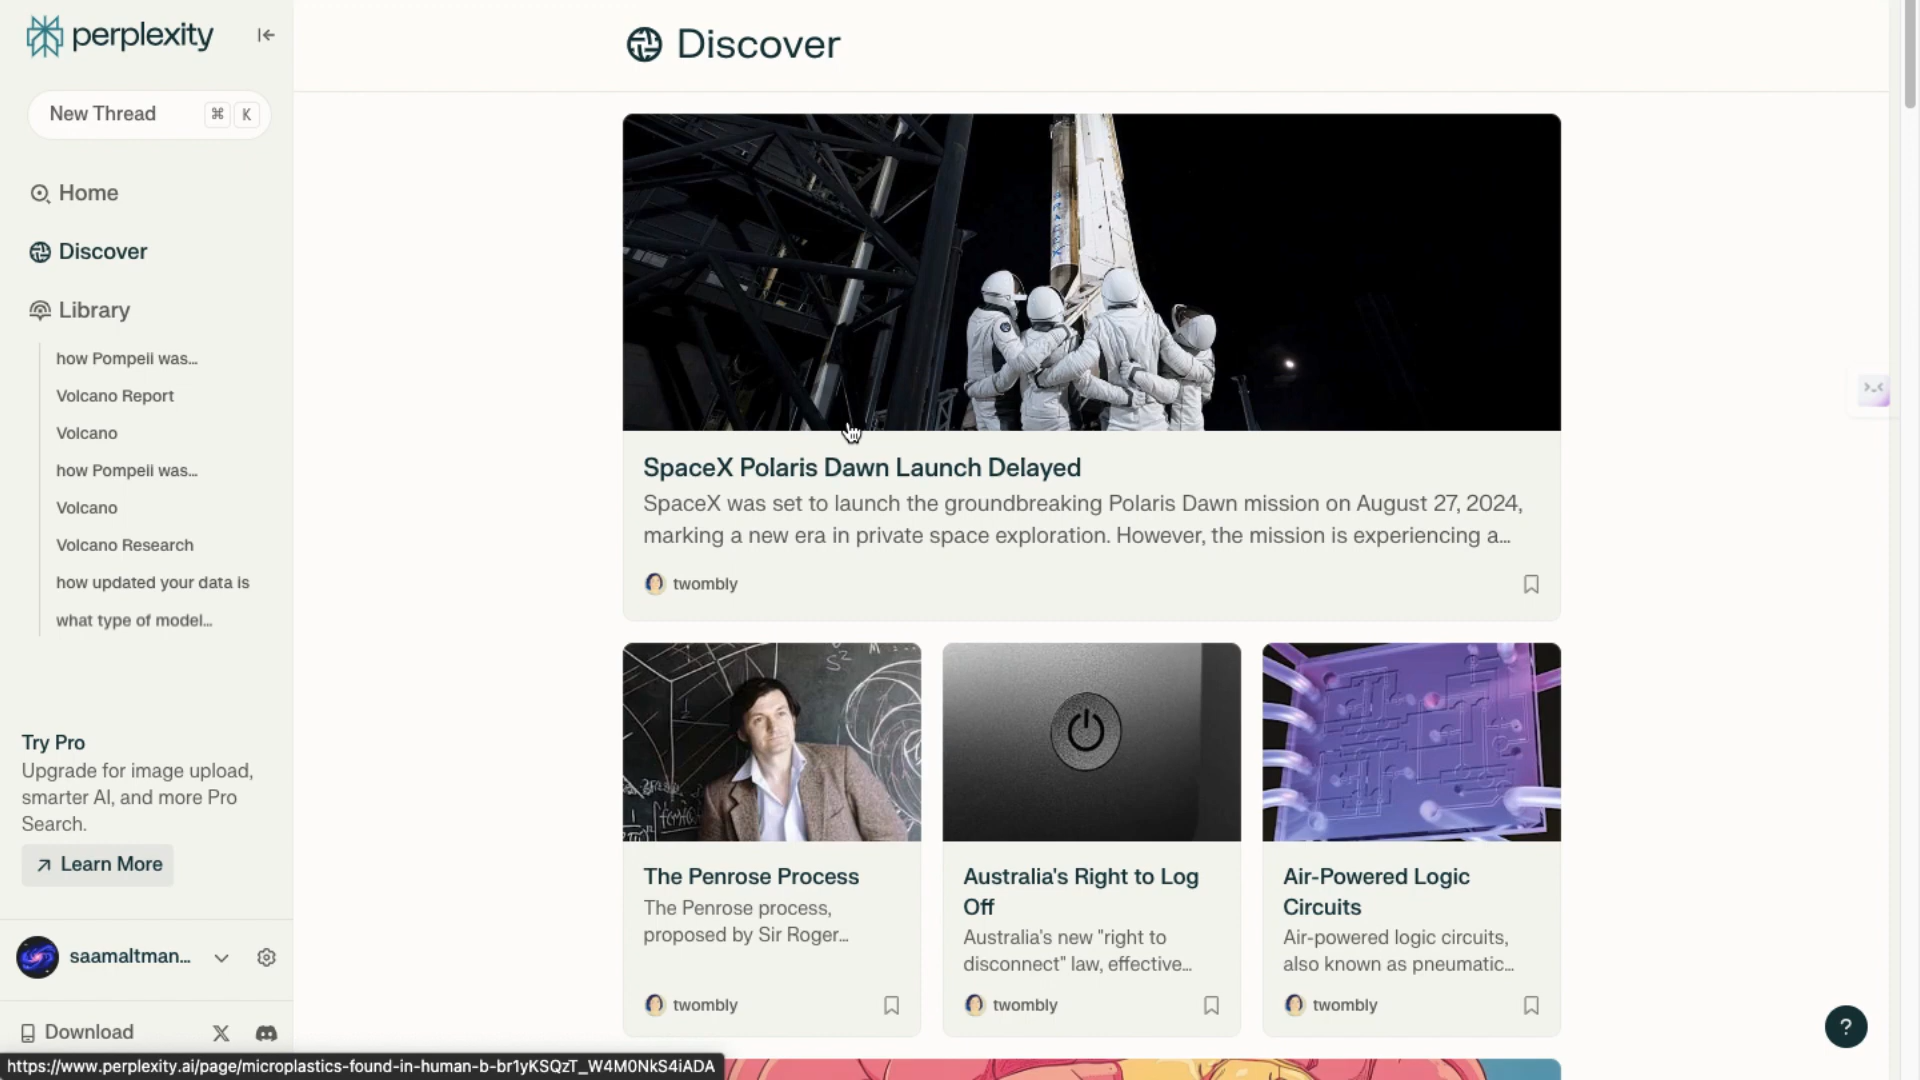 perplexity
New Thread
⌘ K
Home
Discover
Library
how Pompeii was...
Volcano Report
Volcano
how Pompeii was...
Volcano
Volcano Research
how updated your data is
what type of model...
Try Pro
Upgrade for image upload,
smarter AI, and more Pro
Search.
Learn More
saamaltman...
Download
https://www.perplexity.ai/page/microplastics-found-in-human-b-br1yKSQzT_W4M0NkS4iADA
Discover
SpaceX Polaris Dawn Launch Delayed
SpaceX was set to launch the groundbreaking Polaris Dawn mission on August 27, 2024,
marking a new era in private space exploration. However, the mission is experiencing a...
twombly
The Penrose Process
The Penrose process,
proposed by Sir Roger...
twombly
Australia's Right to Log
Off
Australia's new "right to
disconnect" law, effective...
twombly
Air-Powered Logic
Circuits
Air-powered logic circuits,
also known as pneumatic...
twombly
?